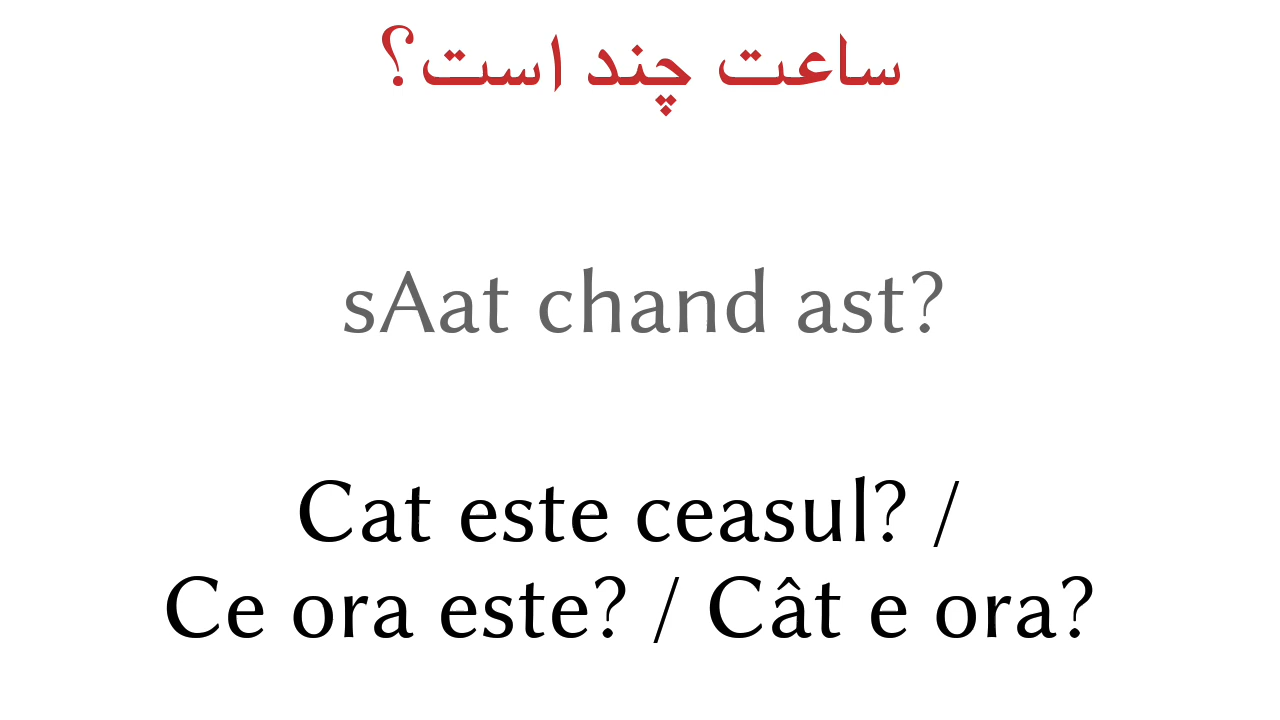 ساعت چند است؟
sAat chand ast?
Cat este ceasul? /
Ce ora este? / Cât e ora?